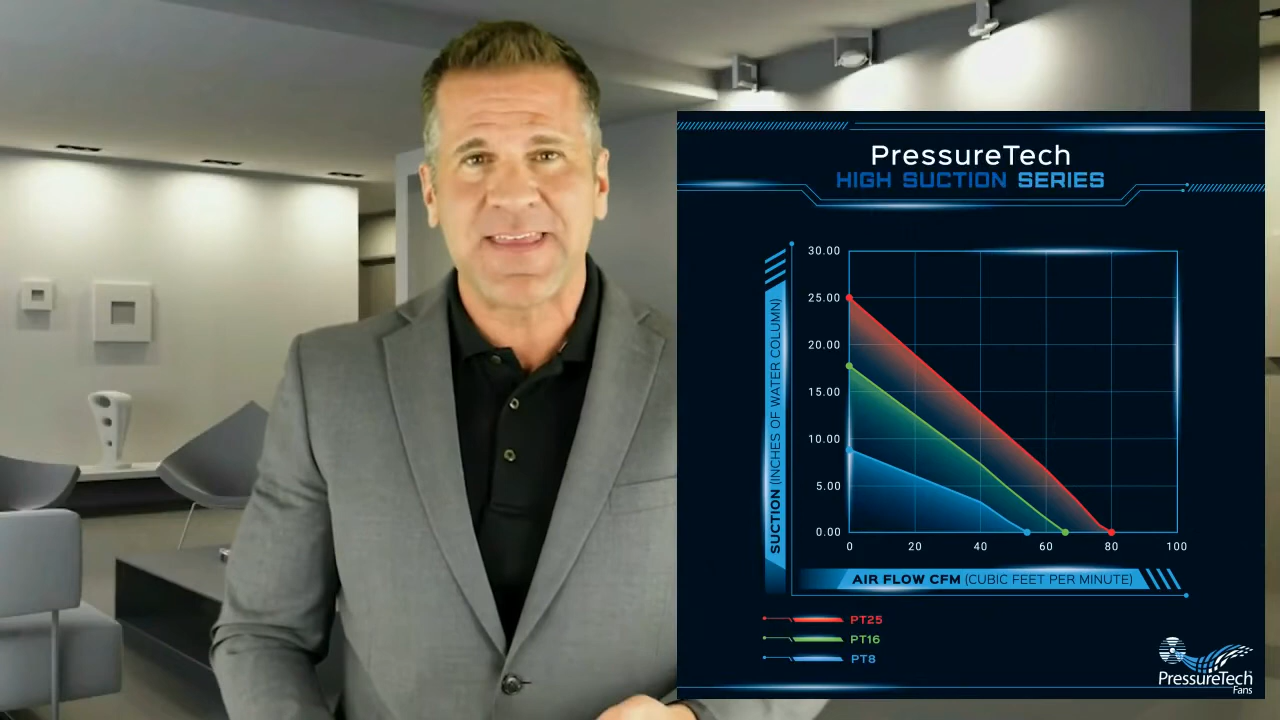 PressureTech
HIGH SUCTION SERIES
SUCTION (INCHES OF WATER COLUMN)
30.00
25.00
20.00
15.00
10.00
5.00
0.00
0 20 40 60 80 100
AIR FLOW CFM (CUBIC FEET PER MINUTE)
PT25
PT16
PT8
PressureTech
Fans